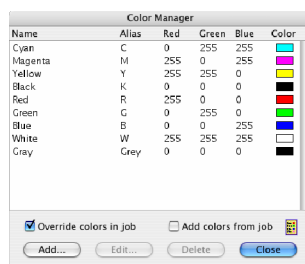 Color Manager
Name Alias Red Green Blue Color
Cyan C 0 255 255
Magenta M 255 0 255
Yellow Y 255 255 0
Black K 0 0 0
Red R 255 0 0
Green G 0 255 0
Blue B 0 0 255
White W 255 255 255
Gray Grey 0 0 0
Override colors in job Add colors from job
Add... Edit... Delete Close